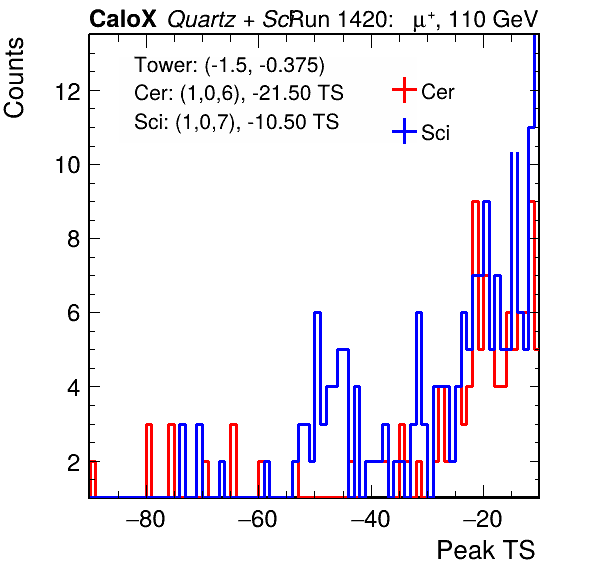 CaloX Quartz + Sci Run 1420: μ⁺, 110 GeV
Tower: (-1.5, -0.375)
Cer: (1,0,6), -21.50 TS
Sci: (1,0,7), -10.50 TS
Cer
Sci
Counts
12
10
8
6
4
2
−80 −60 −40 −20
Peak TS